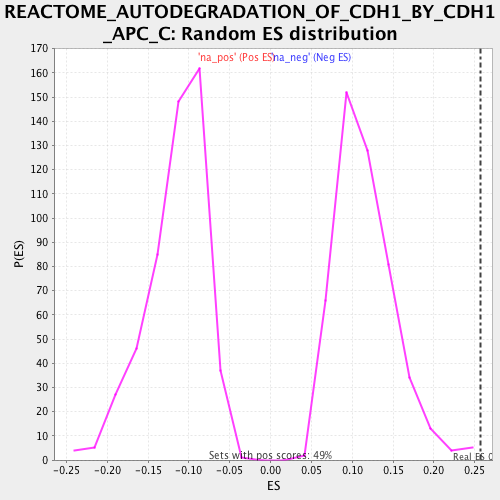 REACTOME_AUTODEGRADATION_OF_CDH1_BY_CDH1
_APC_C: Random ES distribution
'na_pos' (Pos ES) 'na_neg' (Neg ES)
170
160
150
140
130
120
110
100
90
80
70
60
50
40
30
20
10
0
P(ES)
Sets with pos scores: 49%
Real ES 0
-0.25 -0.20 -0.15 -0.10 -0.05 0.00 0.05 0.10 0.15 0.20 0.25
ES